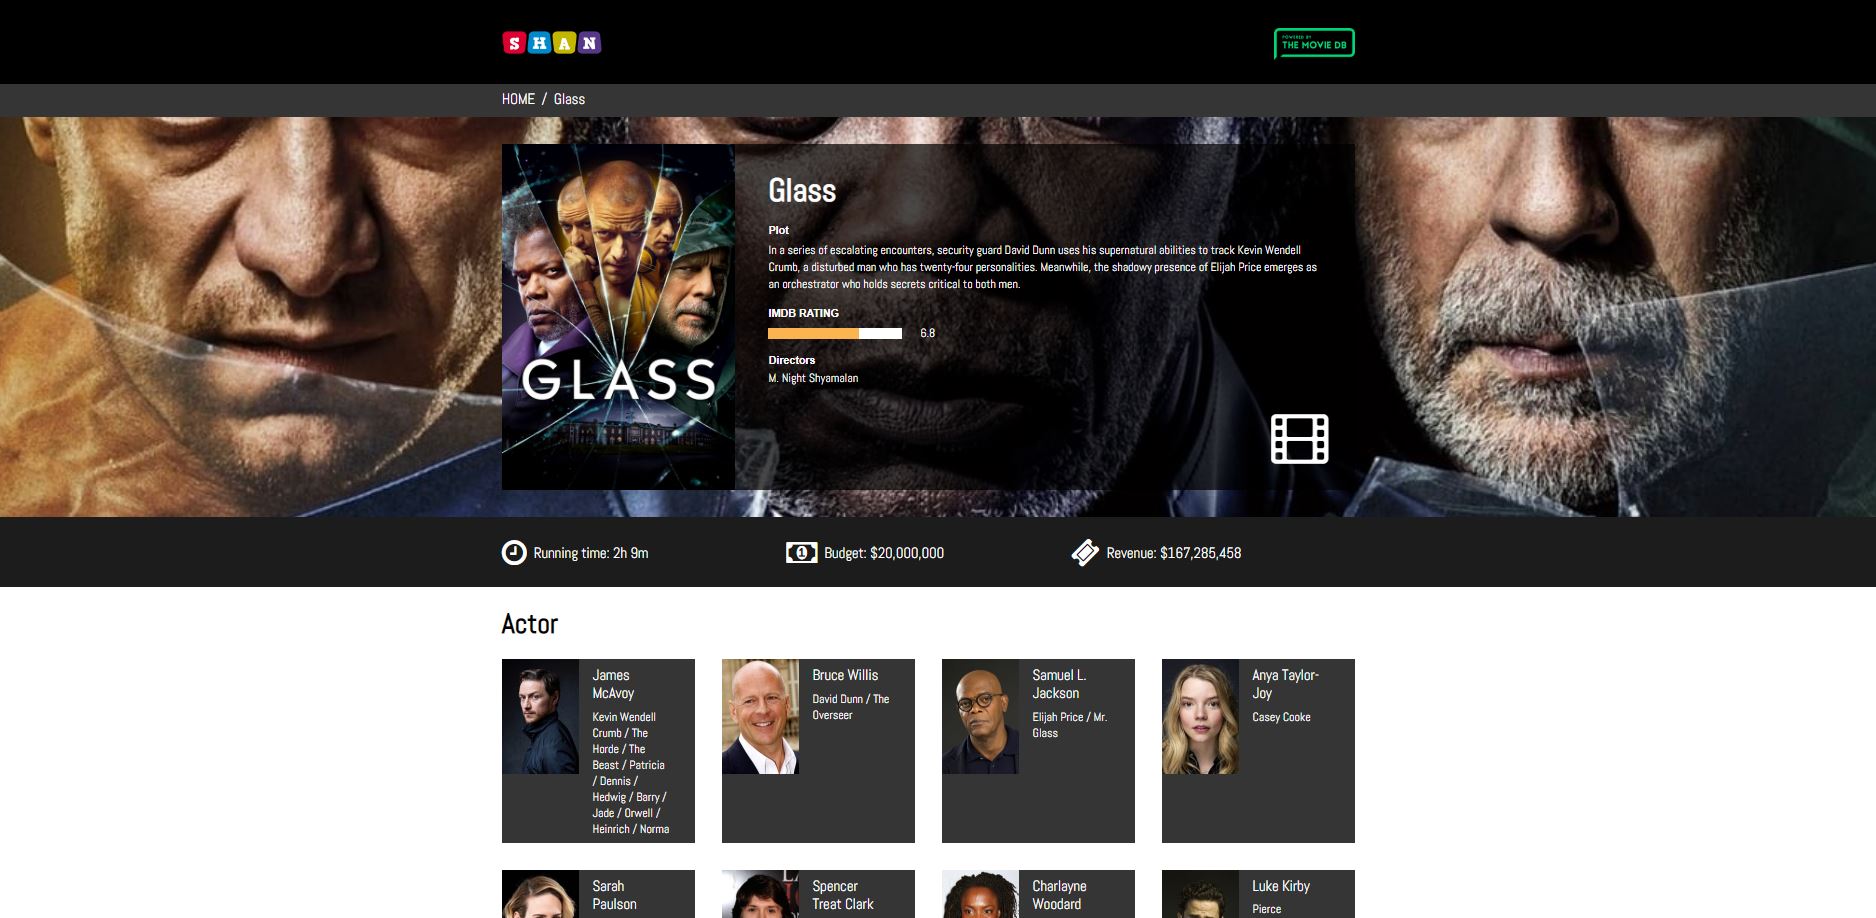 SHAN
POWERED BY
THE MOVIE DB
HOME / Glass
GLASS
Glass
Plot
In a series of escalating encounters, security guard David Dunn uses his supernatural abilities to track Kevin Wendell
Crumb, a disturbed man who has twenty-four personalities. Meanwhile, the shadowy presence of Elijah Price emerges as
an orchestrator who holds secrets critical to both men.
IMDB RATING
6.8
Directors
M. Night Shyamalan
Running time: 2h 9m
1
Budget: $20,000,000
Revenue: $167,285,458
Actor
James
McAvoy
Kevin Wendell
Crumb / The
Horde / The
Beast / Patricia
/ Dennis /
Hedwig / Barry /
Jade / Orwell /
Heinrich / Norma
Bruce Willis
David Dunn / The
Overseer
Samuel L.
Jackson
Elijah Price / Mr.
Glass
Anya Taylor-
Joy
Casey Cooke
Sarah
Paulson
Spencer
Treat Clark
Charlayne
Woodard
Luke Kirby
Pierce